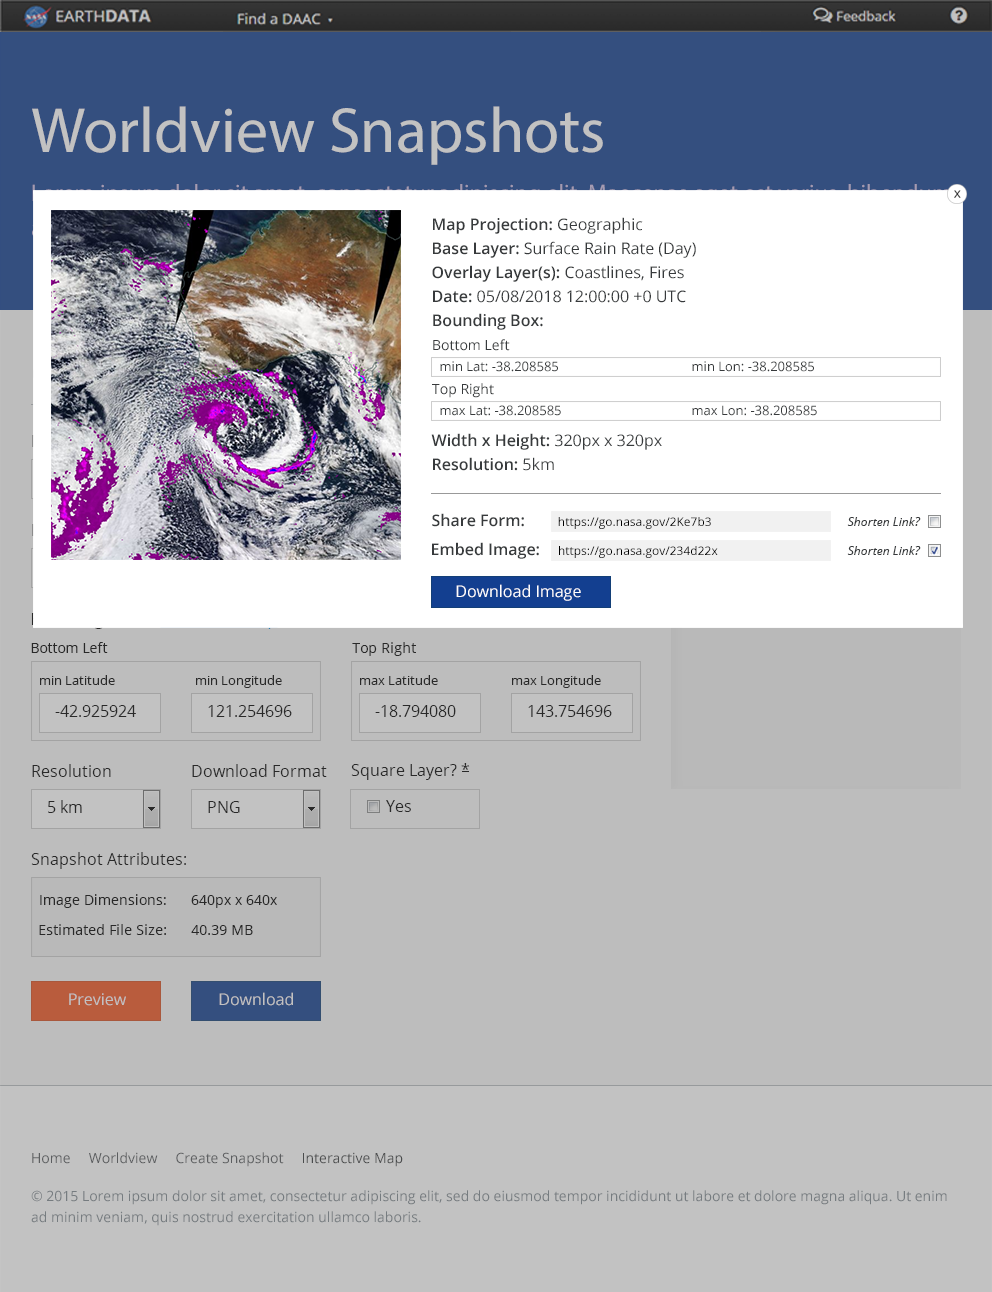 EARTHDATA Find a DAAC Feedback ?
Worldview Snapshots
x
Map Projection: Geographic
Base Layer: Surface Rain Rate (Day)
Overlay Layer(s): Coastlines, Fires
Date: 05/08/2018 12:00:00 +0 UTC
Bounding Box:
Bottom Left
min Lat: -38.208585 min Lon: -38.208585
Top Right
max Lat: -38.208585 max Lon: -38.208585
Width x Height: 320px x 320px
Resolution: 5km
Share Form: https://go.nasa.gov/2Ke7b3 Shorten Link?
Embed Image: https://go.nasa.gov/234d22x Shorten Link?
Download Image
Bottom Left Top Right
min Latitude min Longitude max Latitude max Longitude
-42.925924 121.254696 -18.794080 143.754696
Resolution Download Format Square Layer? *
5 km PNG Yes
Snapshot Attributes:
Image Dimensions: 640px x 640x
Estimated File Size: 40.39 MB
Preview Download
Home Worldview Create Snapshot Interactive Map
© 2015 Lorem ipsum dolor sit amet, consectetur adipiscing elit, sed do eiusmod tempor incididunt ut labore et dolore magna aliqua. Ut enim
ad minim veniam, quis nostrud exercitation ullamco laboris.